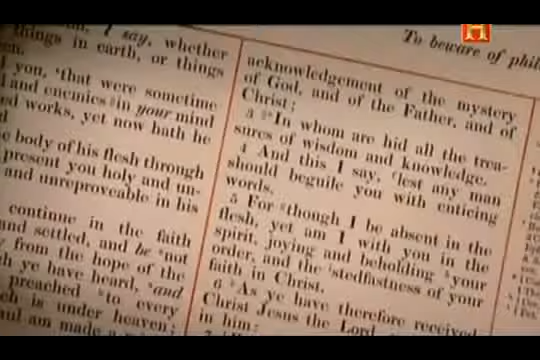 I say, whether
things in earth, or things
you, that were sometime
and enemies in your mind
works, yet now hath he
body of his flesh through
present you holy and un-
and unreproveable in his
continue in the faith
and settled, and be not
from the hope of the
ye have heard, and
preached to every
is under heaven;
am made a
To beware of
acknowledgement of the mystery
of God, and of the Father, and of
Christ;
3 In whom are hid all the trea-
sures of wisdom and knowledge.
4 And this I say, lest any man
should beguile you with enticing
words.
5 For though I be absent in the
flesh, yet am I with you in the
spirit, joying and beholding your
order, and the stedfastness of your
faith in Christ.
6 As ye have therefore received
Christ Jesus the Lord,
in him:
H